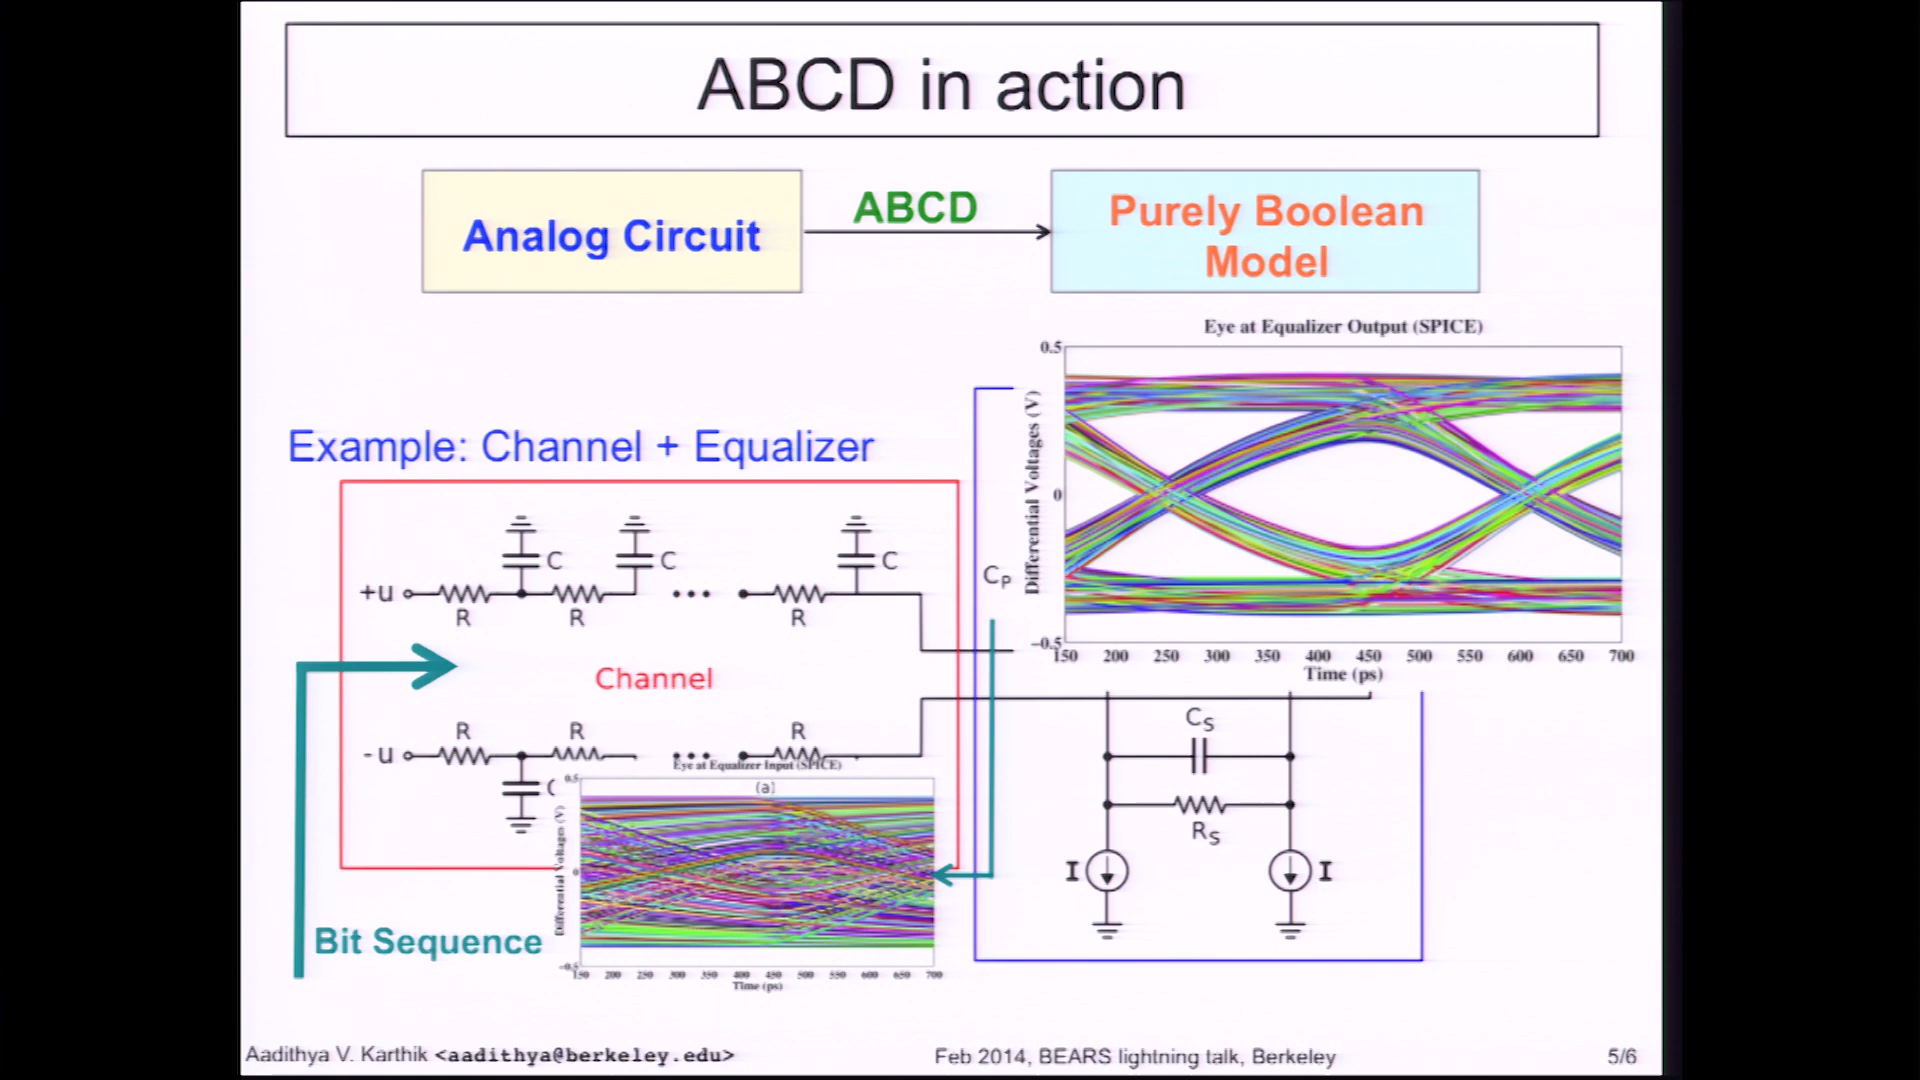 ABCD in action
Analog Circuit
ABCD
Purely Boolean
Model
Eye at Equalizer Output (SPICE)
0.5
0
-0.5
Differential Voltages (V)
150 200 250 300 350 400 450 500 550 600 650 700
Time (ps)
Example: Channel + Equalizer
C C C
+u
R R R
C_P
Channel
R R R
-u
Eye at Equalizer Input (SPICE)
(a)
0.5
0
-0.5
Differential Voltages (V)
150 200 250 300 350 400 450 500 550 600 650 700
Time (ps)
C_S
R_S
I I
Bit Sequence
Aadithya V. Karthik <aadithya@berkeley.edu>
Feb 2014, BEARS lightning talk, Berkeley
5/6